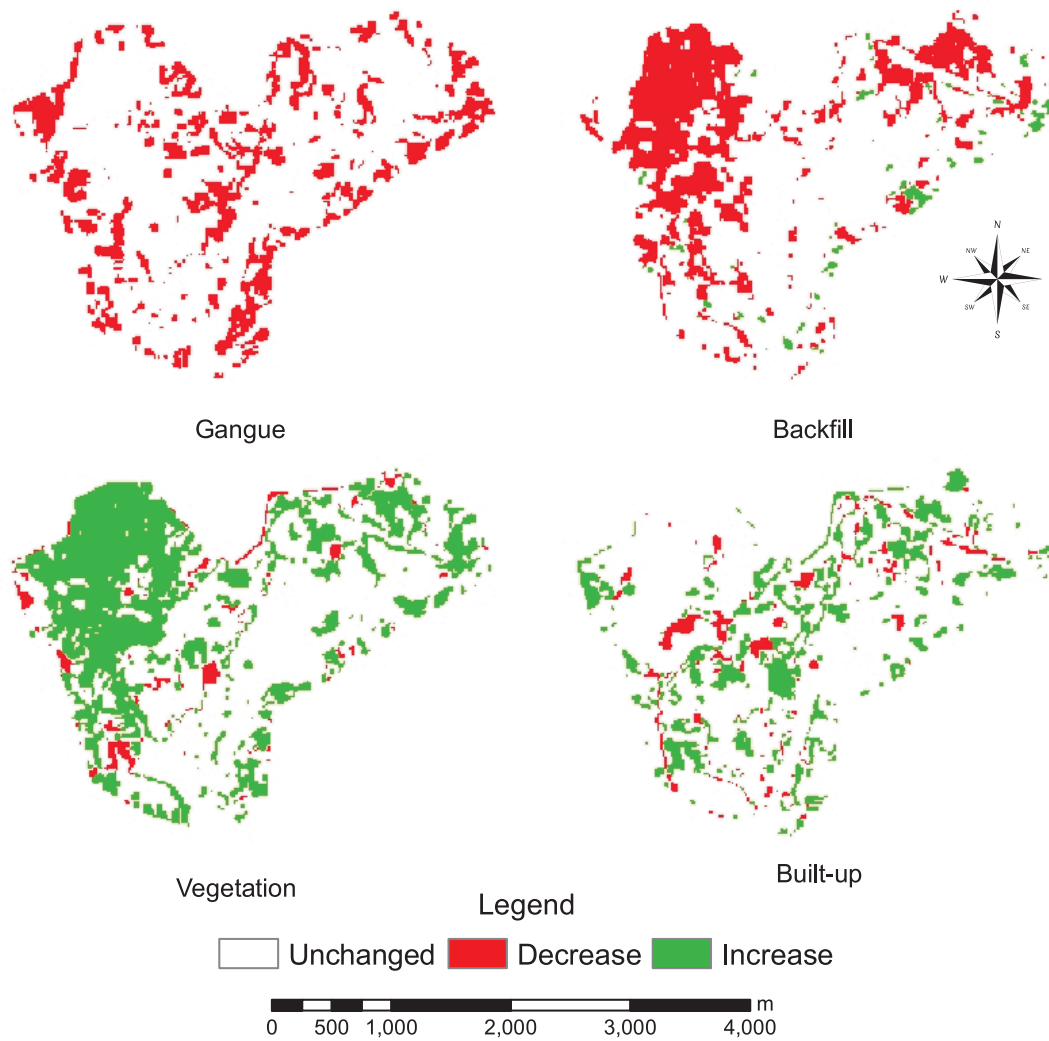 N
NW
NE
W
E
SW
SE
S
Gangue
Backfill
Vegetation
Built-up
Legend
Unchanged
Decrease
Increase
m
0 500 1,000 2,000 3,000 4,000